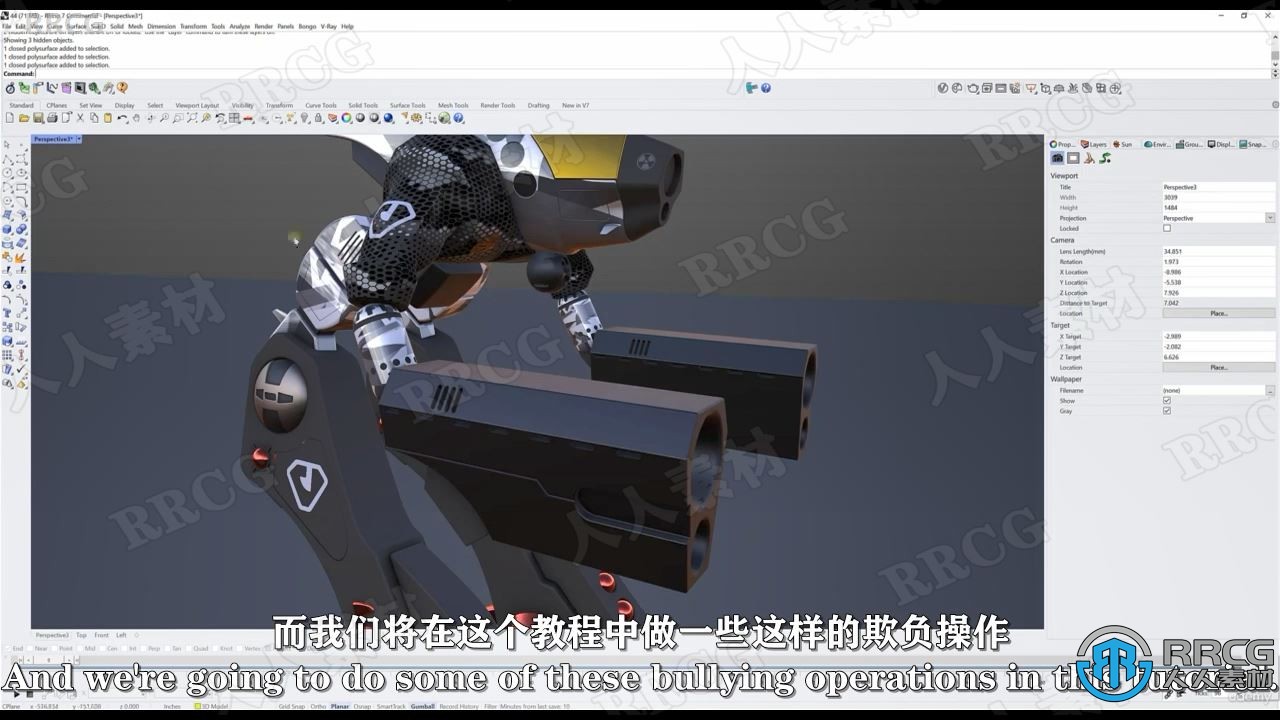 44 (71 MB) - Rhino 7 Commercial - [Perspective3*]
File Edit View Curve Surface SubD Solid Mesh Dimension Transform Tools Analyze Render Panels Bongo V-Ray Help
Showing 3 hidden objects.
1 closed polysurface added to selection.
1 closed polysurface added to selection.
1 closed polysurface added to selection.
Command:
Standard CPlanes Set View Display Select Viewport Layout Visibility Transform Curve Tools Solid Tools Surface Tools Mesh Tools Render Tools Drafting New in V7
Perspective3*
Prop... Layers Sun Envir... Grou... Displ... Snap...
Viewport
Title Perspective3
Width 3039
Height 1484
Projection Perspective
Locked
Camera
Lens Length(mm) 34.851
Rotation 1.973
X Location -8.986
Y Location -5.538
Z Location 7.926
Distance to Target 7.042
Location Place...
Target
X Target -2.989
Y Target -2.082
Z Target 6.626
Location Place...
Wallpaper
Filename (none)
Show
Gray
Perspective3 Top Front Left
End Near Point Mid Cen Int Perp Tan Quad Knot Vertex
而我们将在这个教程中做一些这样的欺负操作
And we're going to do some of these bullying operations in this
CPlane x -536.834 y -151.608 z 0.000 Inches 3D Model Grid Snap Ortho Planar Osnap SmartTrack Gumball Record History Filter Minutes from last save: 10
RRCG
人人素材
udemy